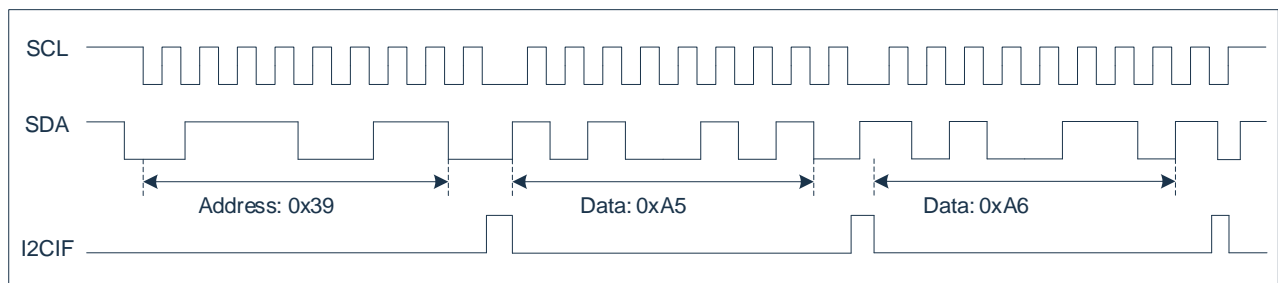 SCL
SDA
Address: 0x39 Data: 0xA5 Data: 0xA6
I2CIF